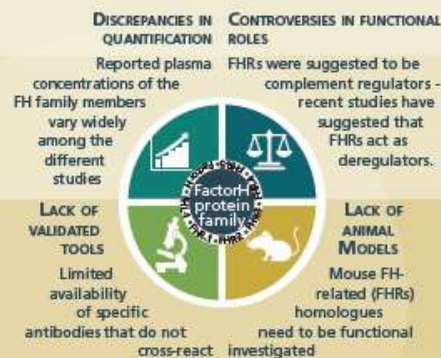 DISCREPANCIES IN
QUANTIFICATION
Reported plasma
concentrations of the
FH family members
vary widely
among the
different
studies
CONTROVERSIES IN FUNCTIONAL
ROLES
FHRs were suggested to be
complement regulators -
recent studies have
suggested that
FHRs act as
deregulators.
FactorH
protein
family
LACK OF
VALIDATED
TOOLS
Limited
availability
of specific
antibodies that do not
cross-react
LACK OF
ANIMAL
MODELS
Mouse FH-
related (FHRs)
homologues
need to be functional
investigated